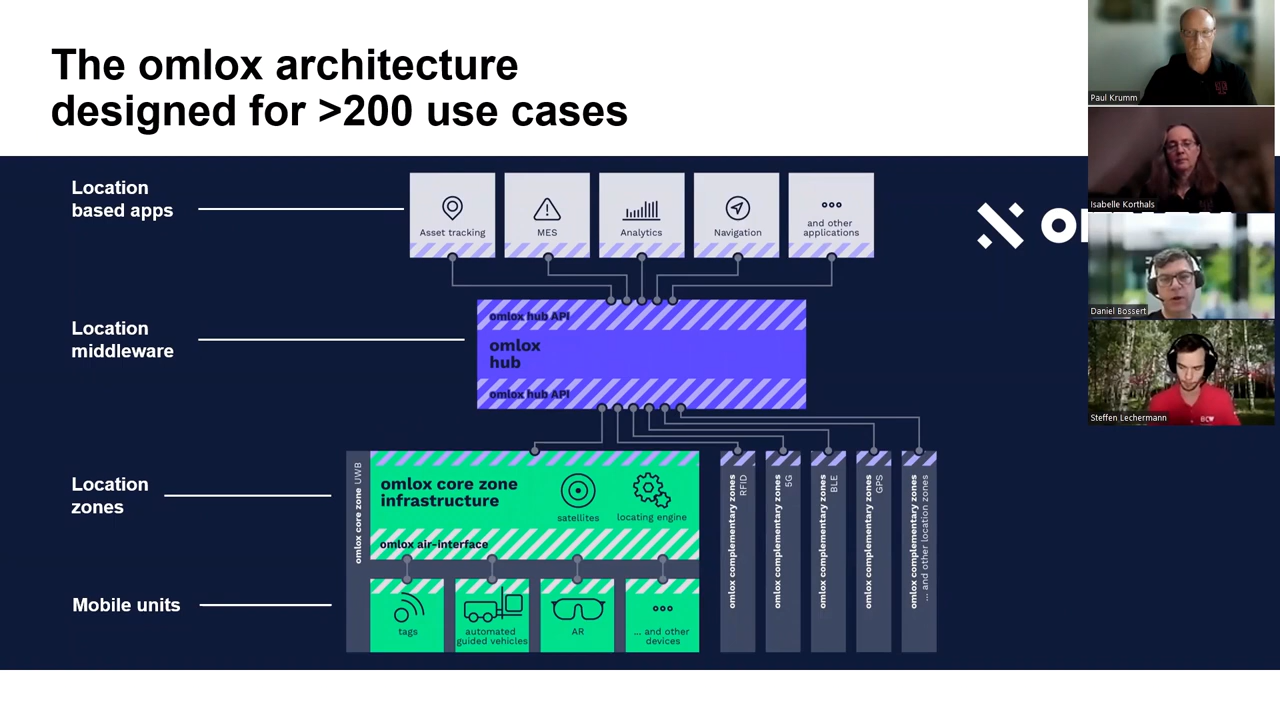 The omlox architecture
designed for >200 use cases
Location
based apps
Asset tracking
MES
Analytics
Navigation
and other
applications
Location
middleware
omlox hub API
omlox
hub
omlox hub API
Location
zones
omlox core zone UWB
omlox core zone
infrastructure
satellites
locating engine
omlox air-interface
omlox complementary zones
RFID
omlox complementary zones
5G
omlox complementary zones
BLE
omlox complementary zones
GPS
omlox complementary zones
... and other location zones
Mobile units
tags
automated
guided vehicles
AR
... and other
devices
Paul Krumm
Isabelle Korthals
Daniel Bossert
Steffen Lechermann